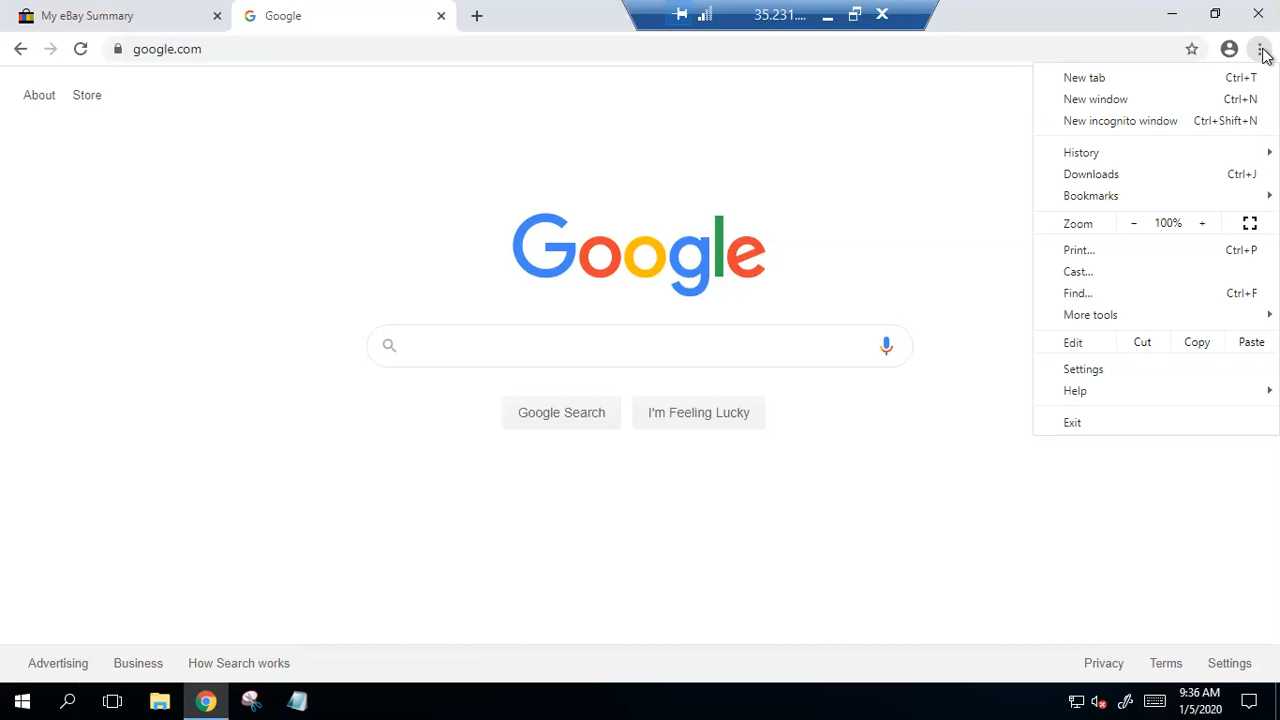 My eBay Summary
Google
35.231....
google.com
About Store
New tab Ctrl+T
New window Ctrl+N
New incognito window Ctrl+Shift+N
History
Downloads Ctrl+J
Bookmarks
Zoom - 100% +
Print... Ctrl+P
Cast...
Find... Ctrl+F
More tools
Edit Cut Copy Paste
Settings
Help
Exit
Google
Google Search I'm Feeling Lucky
Advertising Business How Search works Privacy Terms Settings
9:36 AM
1/5/2020